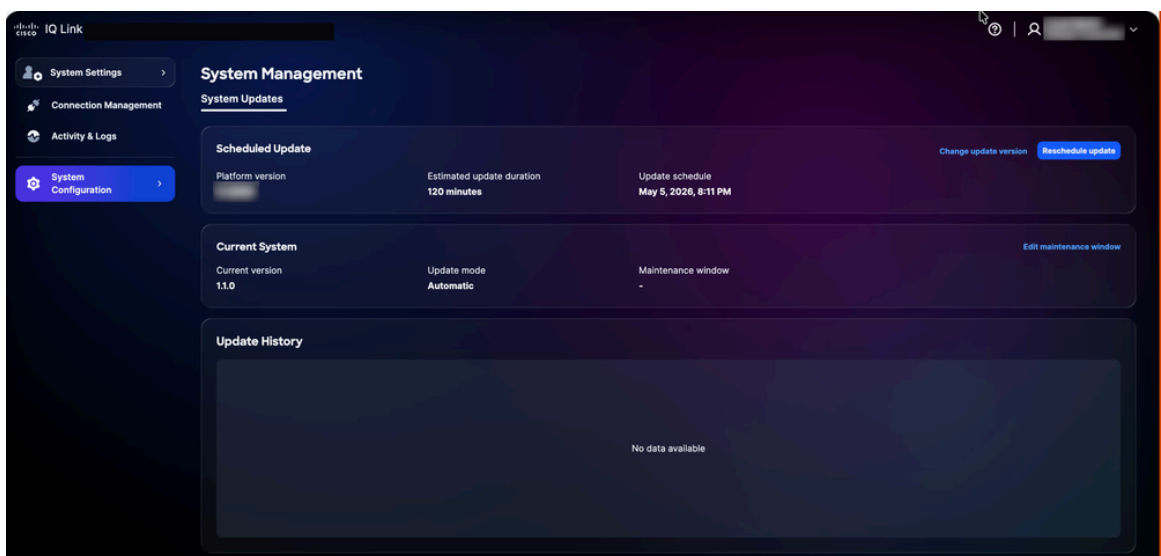 cisco IQ Link
System Settings
Connection Management
Activity & Logs
System
Configuration
System Management
System Updates
Scheduled Update
Change update version
Reschedule update
Platform version
Estimated update duration
120 minutes
Update schedule
May 5, 2026, 8:11 PM
Current System
Edit maintenance window
Current version
1.1.0
Update mode
Automatic
Maintenance window
-
Update History
No data available